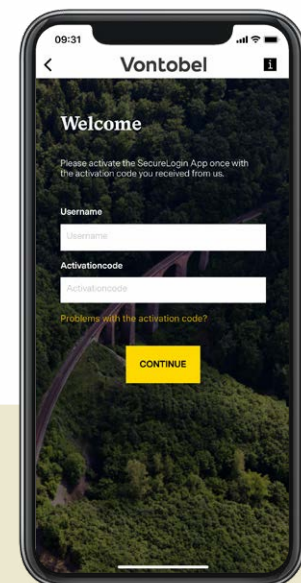 09:31
Vontobel
i
Welcome
Please activate the SecureLogin App once with
the activation code you received from us.
Username
Username
Activationcode
Activationcode
Problems with the activation code?
CONTINUE